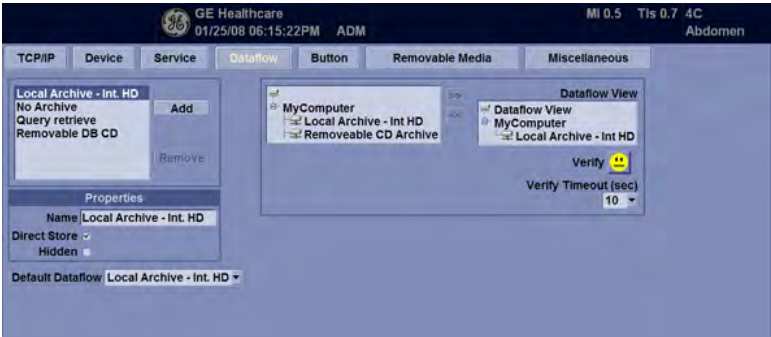 GE Healthcare
01/25/08 06:15:22PM ADM
MI 0.5 TIs 0.7 4C
Abdomen
TCP/IP Device Service Dataflow Button Removable Media Miscellaneous
Local Archive - Int. HD
No Archive
Query retrieve
Removable DB CD
Add
Remove
Properties
Name Local Archive - Int. HD
Direct Store
Hidden
Default Dataflow Local Archive - Int. HD
MyComputer
Local Archive - Int HD
Removeable CD Archive
>>
<<
Dataflow View
Dataflow View
MyComputer
Local Archive - Int HD
Verify
Verify Timeout (sec)
10